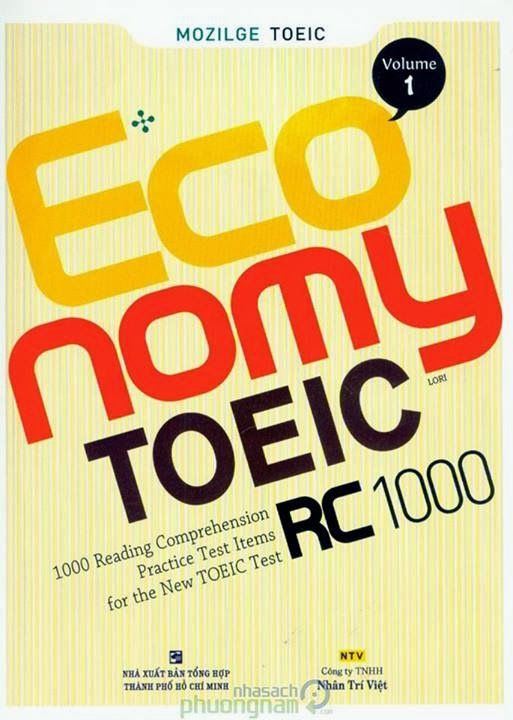 MOZILGE TOEIC
Volume
1
Eco
nomy
LORI
TOEIC
RC 1000
1000 Reading Comprehension
Practice Test Items
for the New TOEIC Test
NHÀ XUẤT BẢN TỔNG HỢP
THÀNH PHỐ HỒ CHÍ MINH
NTV
Công ty TNHH
Nhân Trí Việt
nhasach
phuongnam.com